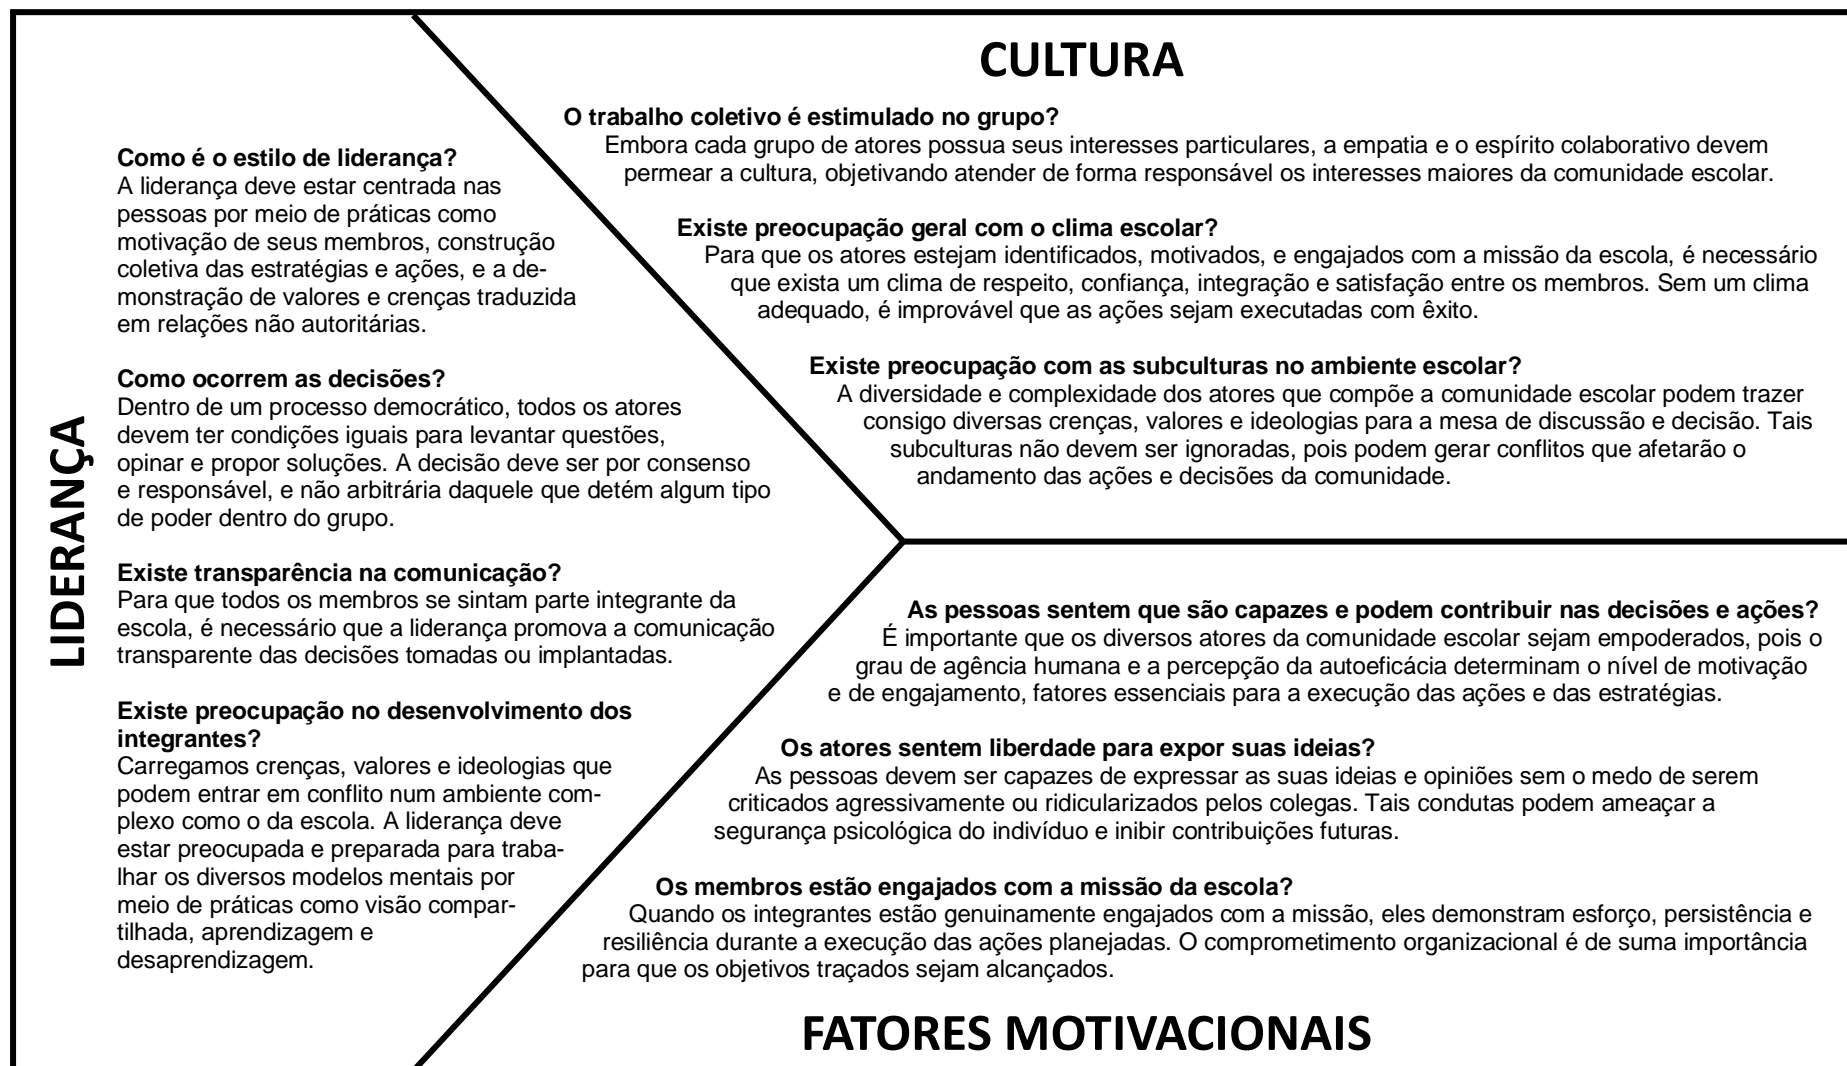 LIDERANÇA
Como é o estilo de liderança?
A liderança deve estar centrada nas
pessoas por meio de práticas como
motivação de seus membros, construção
coletiva das estratégias e ações, e a de-
monstração de valores e crenças traduzida
em relações não autoritárias.
Como ocorrem as decisões?
Dentro de um processo democrático, todos os atores
devem ter condições iguais para levantar questões,
opinar e propor soluções. A decisão deve ser por consenso
e responsável, e não arbitrária daquele que detém algum tipo
de poder dentro do grupo.
Existe transparência na comunicação?
Para que todos os membros se sintam parte integrante da
escola, é necessário que a liderança promova a comunicação
transparente das decisões tomadas ou implantadas.
Existe preocupação no desenvolvimento dos
integrantes?
Carregamos crenças, valores e ideologias que
podem entrar em conflito num ambiente com-
plexo como o da escola. A liderança deve
estar preocupada e preparada para traba-
lhar os diversos modelos mentais por
meio de práticas como visão compar-
tilhada, aprendizagem e
desaprendizagem.
CULTURA
O trabalho coletivo é estimulado no grupo?
Embora cada grupo de atores possua seus interesses particulares, a empatia e o espírito colaborativo devem
permear a cultura, objetivando atender de forma responsável os interesses maiores da comunidade escolar.
Existe preocupação geral com o clima escolar?
Para que os atores estejam identificados, motivados, e engajados com a missão da escola, é necessário
que exista um clima de respeito, confiança, integração e satisfação entre os membros. Sem um clima
adequado, é improvável que as ações sejam executadas com êxito.
Existe preocupação com as subculturas no ambiente escolar?
A diversidade e complexidade dos atores que compõe a comunidade escolar podem trazer
consigo diversas crenças, valores e ideologias para a mesa de discussão e decisão. Tais
subculturas não devem ser ignoradas, pois podem gerar conflitos que afetarão o
andamento das ações e decisões da comunidade.
As pessoas sentem que são capazes e podem contribuir nas decisões e ações?
É importante que os diversos atores da comunidade escolar sejam empoderados, pois o
grau de agência humana e a percepção da autoeficácia determinam o nível de motivação
e de engajamento, fatores essenciais para a execução das ações e das estratégias.
Os atores sentem liberdade para expor suas ideias?
As pessoas devem ser capazes de expressar as suas ideias e opiniões sem o medo de serem
criticados agressivamente ou ridicularizados pelos colegas. Tais condutas podem ameaçar a
segurança psicológica do indivíduo e inibir contribuições futuras.
Os membros estão engajados com a missão da escola?
Quando os integrantes estão genuinamente engajados com a missão, eles demonstram esforço, persistência e
resiliência durante a execução das ações planejadas. O comprometimento organizacional é de suma importância
para que os objetivos traçados sejam alcançados.
FATORES MOTIVACIONAIS